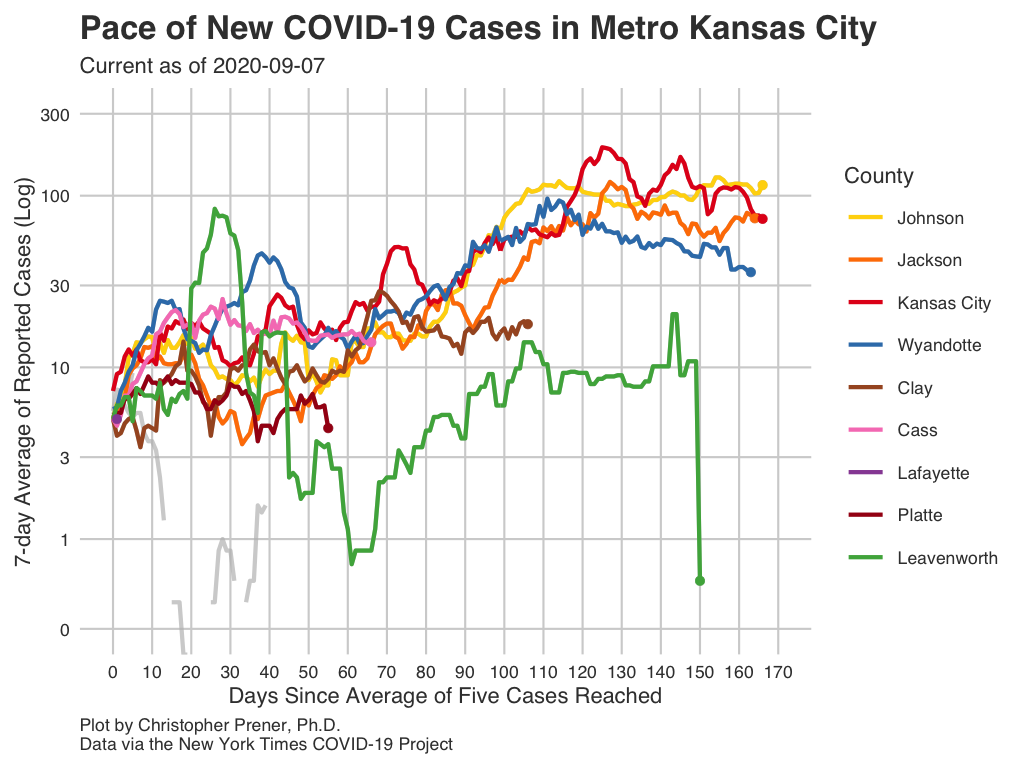 Pace of New COVID-19 Cases in Metro Kansas City
Current as of 2020-09-07
7-day Average of Reported Cases (Log)
300
100
30
10
3
1
0
0 10 20 30 40 50 60 70 80 90 100 110 120 130 140 150 160 170
Days Since Average of Five Cases Reached
County
Johnson
Jackson
Kansas City
Wyandotte
Clay
Cass
Lafayette
Platte
Leavenworth
Plot by Christopher Prener, Ph.D.
Data via the New York Times COVID-19 Project